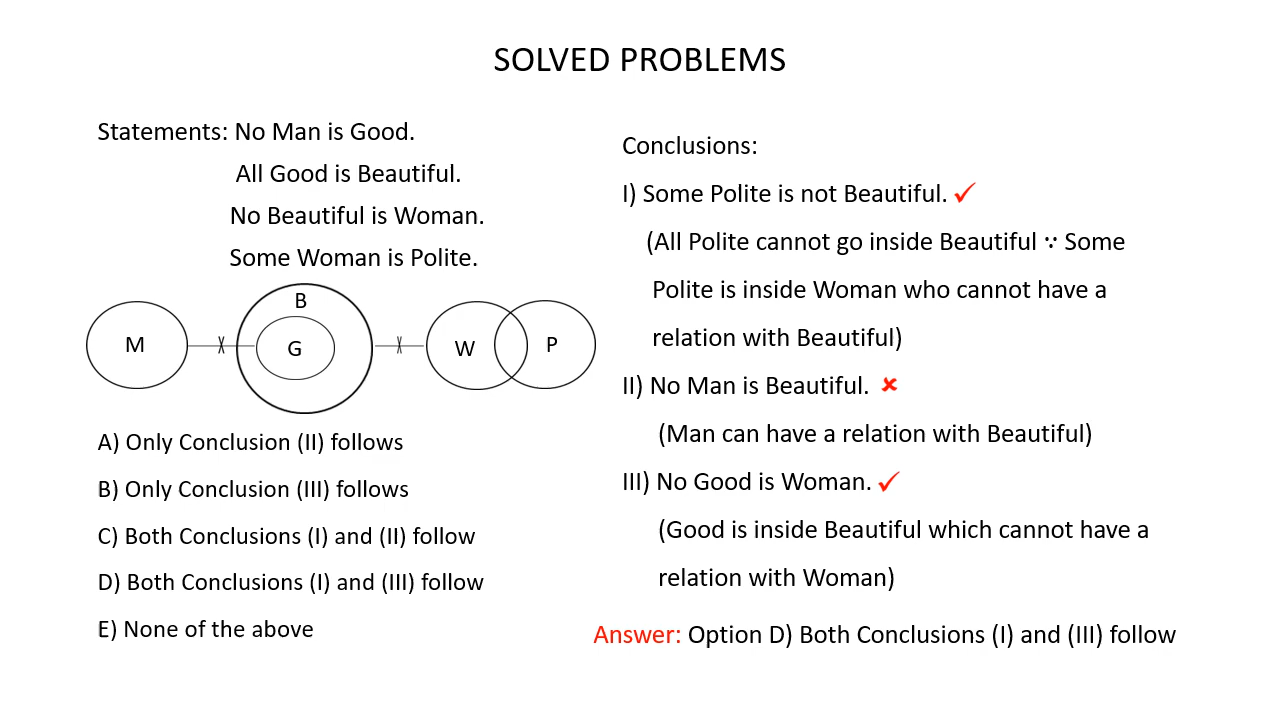 SOLVED PROBLEMS
Statements: No Man is Good.
All Good is Beautiful.
No Beautiful is Woman.
Some Woman is Polite.
B
M
G
W
P
A) Only Conclusion (II) follows
B) Only Conclusion (III) follows
C) Both Conclusions (I) and (II) follow
D) Both Conclusions (I) and (III) follow
E) None of the above
Conclusions:
I) Some Polite is not Beautiful. ✓
(All Polite cannot go inside Beautiful ∵ Some
Polite is inside Woman who cannot have a
relation with Beautiful)
II) No Man is Beautiful. ✘
(Man can have a relation with Beautiful)
III) No Good is Woman. ✓
(Good is inside Beautiful which cannot have a
relation with Woman)
Answer: Option D) Both Conclusions (I) and (III) follow